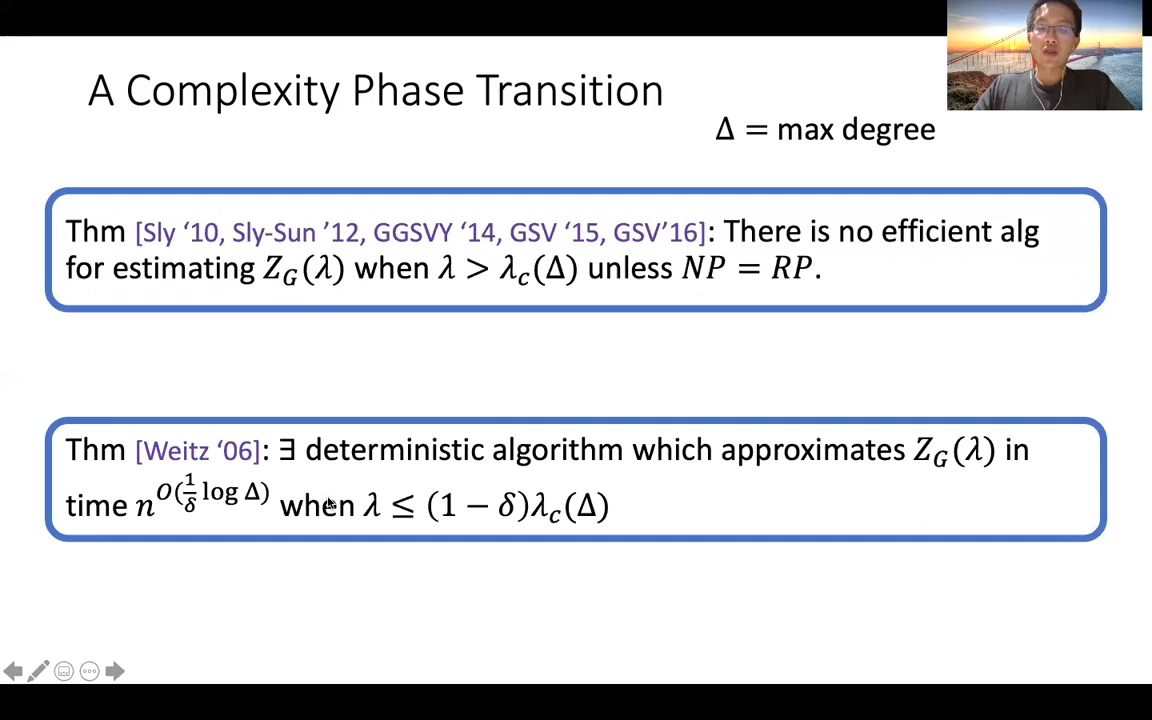 A Complexity Phase Transition
Δ = max degree
Thm [Sly ‘10, Sly-Sun ’12, GGSVY ‘14, GSV ‘15, GSV’16]: There is no efficient alg
for estimating 𝑍_𝐺(𝜆) when 𝜆 > 𝜆_𝑐(Δ) unless 𝑁𝑃 = 𝑅𝑃.
Thm [Weitz ‘06]: ∃ deterministic algorithm which approximates 𝑍_𝐺(𝜆) in
time 𝑛^{𝑂(\frac{1}{𝛿} log Δ)} when 𝜆 ≤ (1 − 𝛿)𝜆_𝑐(Δ)